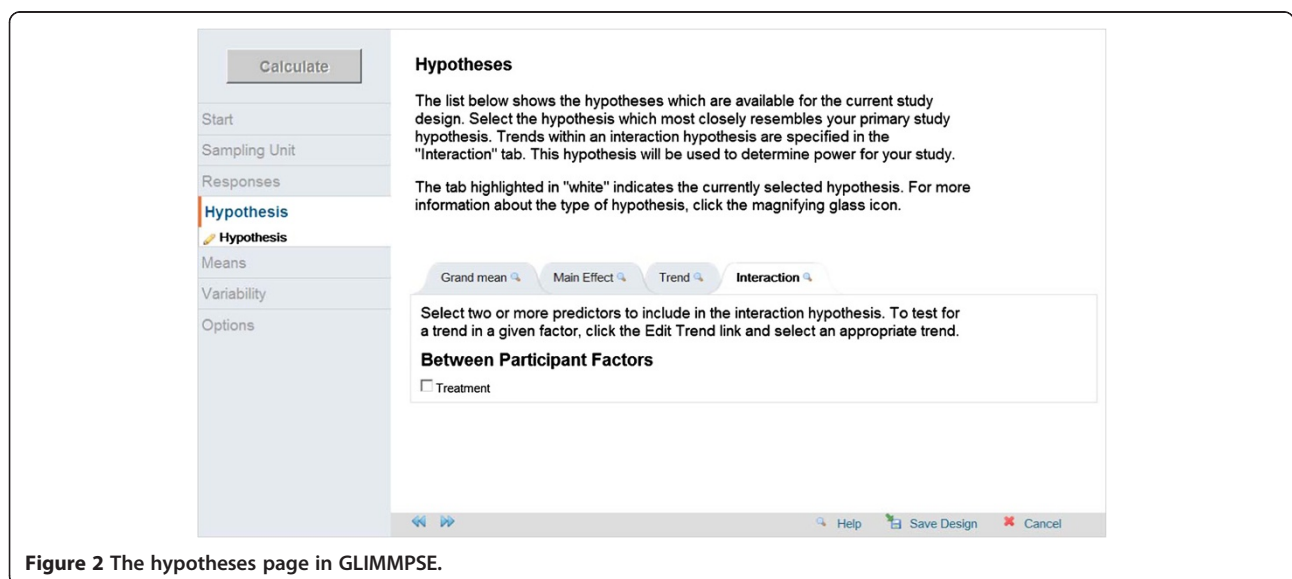 Calculate
Start
Sampling Unit
Responses
Hypothesis
Hypothesis
Means
Variability
Options
Hypotheses
The list below shows the hypotheses which are available for the current study
design. Select the hypothesis which most closely resembles your primary study
hypothesis. Trends within an interaction hypothesis are specified in the
"Interaction" tab. This hypothesis will be used to determine power for your study.
The tab highlighted in "white" indicates the currently selected hypothesis. For more
information about the type of hypothesis, click the magnifying glass icon.
Grand mean Main Effect Trend Interaction
Select two or more predictors to include in the interaction hypothesis. To test for
a trend in a given factor, click the Edit Trend link and select an appropriate trend.
Between Participant Factors
Treatment
Help Save Design Cancel
Figure 2 The hypotheses page in GLIMMPSE.